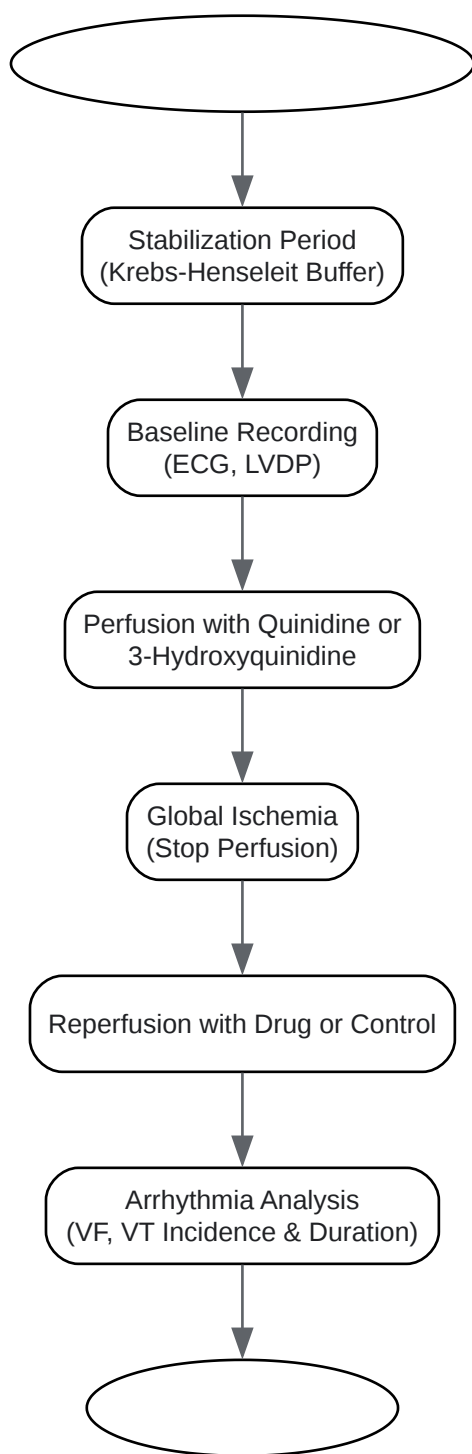 Stabilization Period
(Krebs-Henseleit Buffer)
Baseline Recording
(ECG, LVDP)
Perfusion with Quinidine or
3-Hydroxyquinidine
Global Ischemia
(Stop Perfusion)
Reperfusion with Drug or Control
Arrhythmia Analysis
(VF, VT Incidence & Duration)